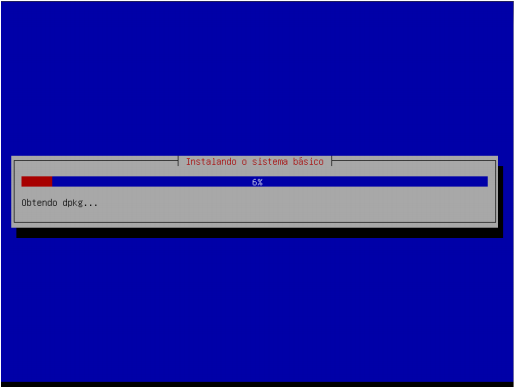 Instalando o sistema básico
6%
Obtendo dpkg...